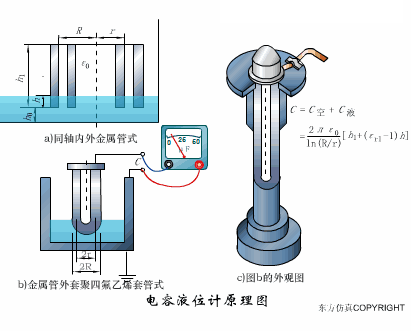 R r
ε0
h1
h
h0
a)同轴内外金属管式
0 25 50
P F
C
2r
2R
b)金属管外套聚四氟乙烯套管式
C = C空 + C液
= 2πε0/ln(R/r) [h1+(εr1-1)h]
c)图b的外观图
电容液位计原理图
东方仿真COPYRIGHT